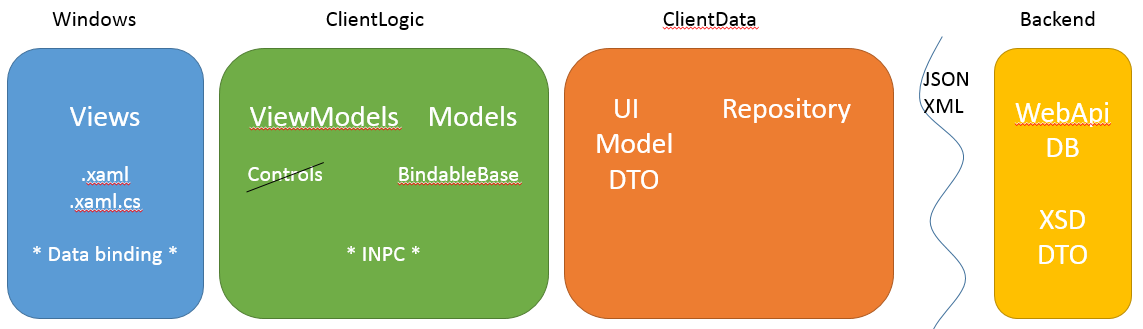 Windows
ClientLogic
ClientData
Backend
Views
.xaml
.xaml.cs
* Data binding *
ViewModels Models
Controls BindableBase
* INPC *
UI
Model
DTO
Repository
JSON
XML
WebApi
DB
XSD
DTO